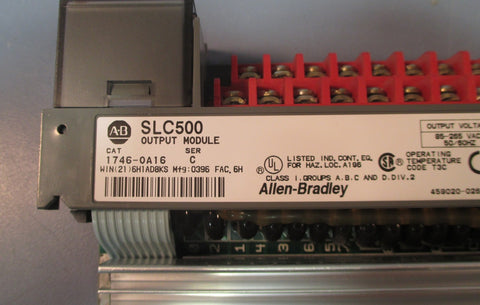 A-B
SLC500
OUTPUT MODULE
CAT SER
1746-OA16 C
WIN(21)6H1AD8KS Mfg:0396 FAC,6H
UL LISTED IND. CONT. EQ.
FOR HAZ. LOC. A196
CLASS I. GROUPS A.B.C AND D.DIV.2
Allen-Bradley
OUTPUT VOLTA
85-265 VAC
50/60HZ
OPERATING
TEMPERATURE
CODE T3C